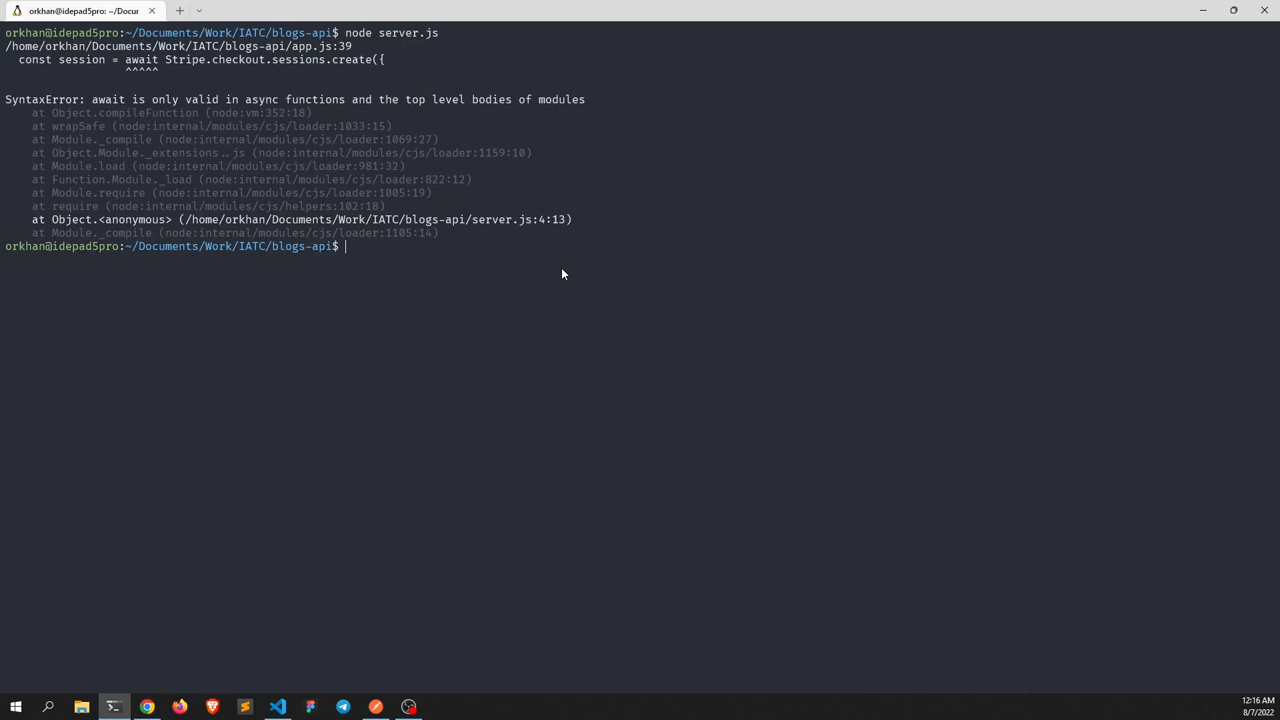 orkhan@idepad5pro: ~/Docur
orkhan@idepad5pro:~/Documents/Work/IATC/blogs-api$ node server.js
/home/orkhan/Documents/Work/IATC/blogs-api/app.js:39
  const session = await Stripe.checkout.sessions.create({
                  ^^^^^
SyntaxError: await is only valid in async functions and the top level bodies of modules
    at Object.compileFunction (node:vm:352:18)
    at wrapSafe (node:internal/modules/cjs/loader:1033:15)
    at Module._compile (node:internal/modules/cjs/loader:1069:27)
    at Object.Module._extensions..js (node:internal/modules/cjs/loader:1159:10)
    at Module.load (node:internal/modules/cjs/loader:981:32)
    at Function.Module._load (node:internal/modules/cjs/loader:822:12)
    at Module.require (node:internal/modules/cjs/loader:1005:19)
    at require (node:internal/modules/cjs/helpers:102:18)
    at Object.<anonymous> (/home/orkhan/Documents/Work/IATC/blogs-api/server.js:4:13)
    at Module._compile (node:internal/modules/cjs/loader:1105:14)
orkhan@idepad5pro:~/Documents/Work/IATC/blogs-api$
12:16 AM
8/7/2022